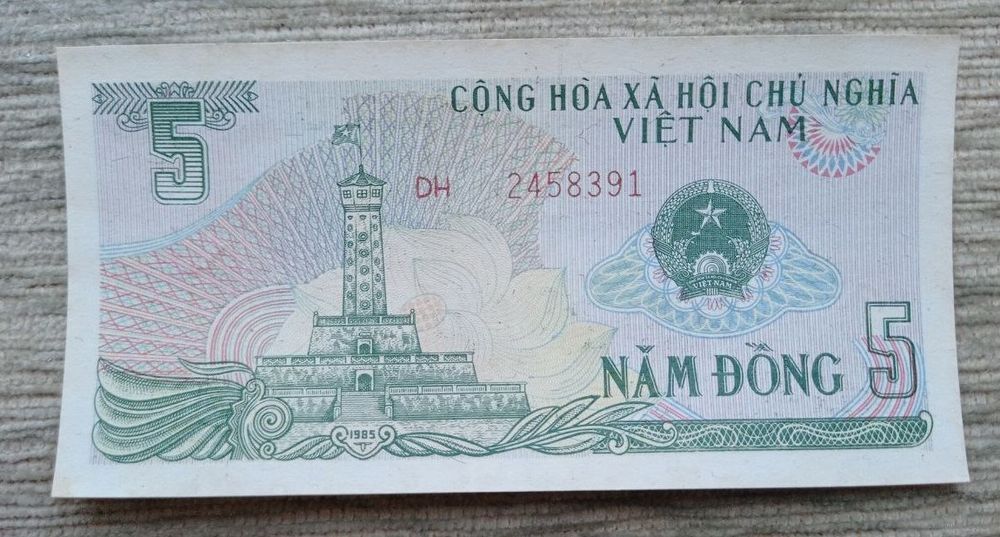 5
CỘNG HÒA XÃ HỘI CHỦ NGHĨA
VIỆT NAM
DH 2458391
VIỆT NAM
NĂM ĐỒNG 5
1985